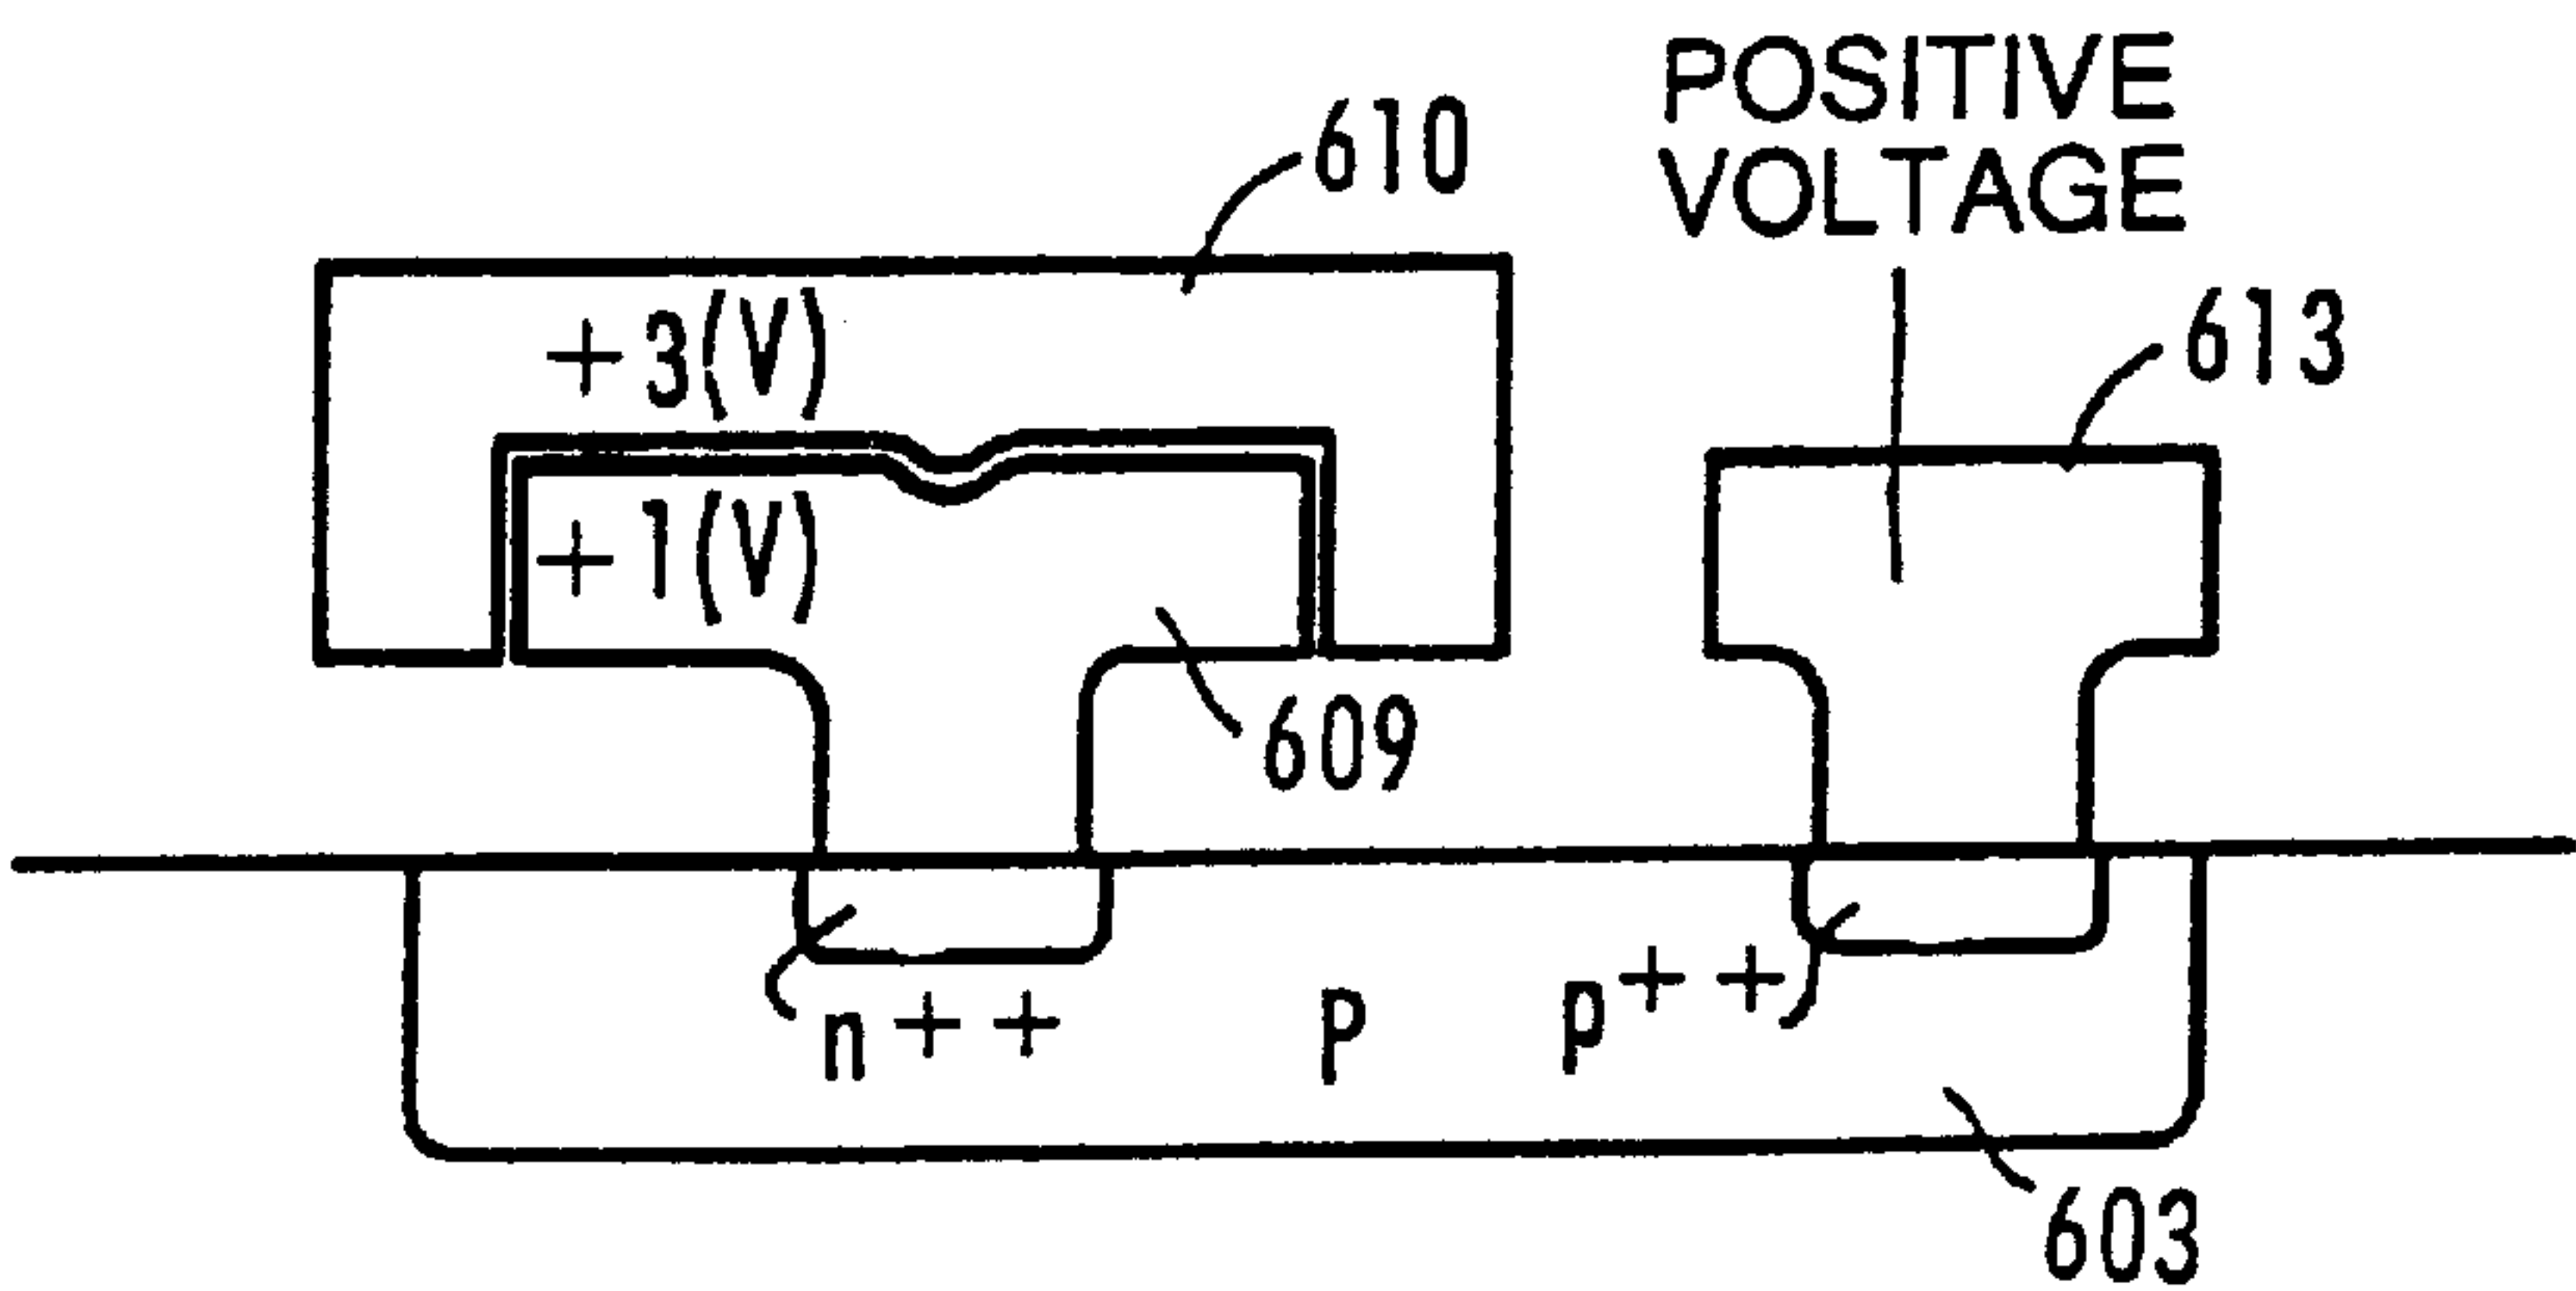 POSITIVE
VOLTAGE
610
613
+3(V)
+1(V)
609
n++
P
p++
603